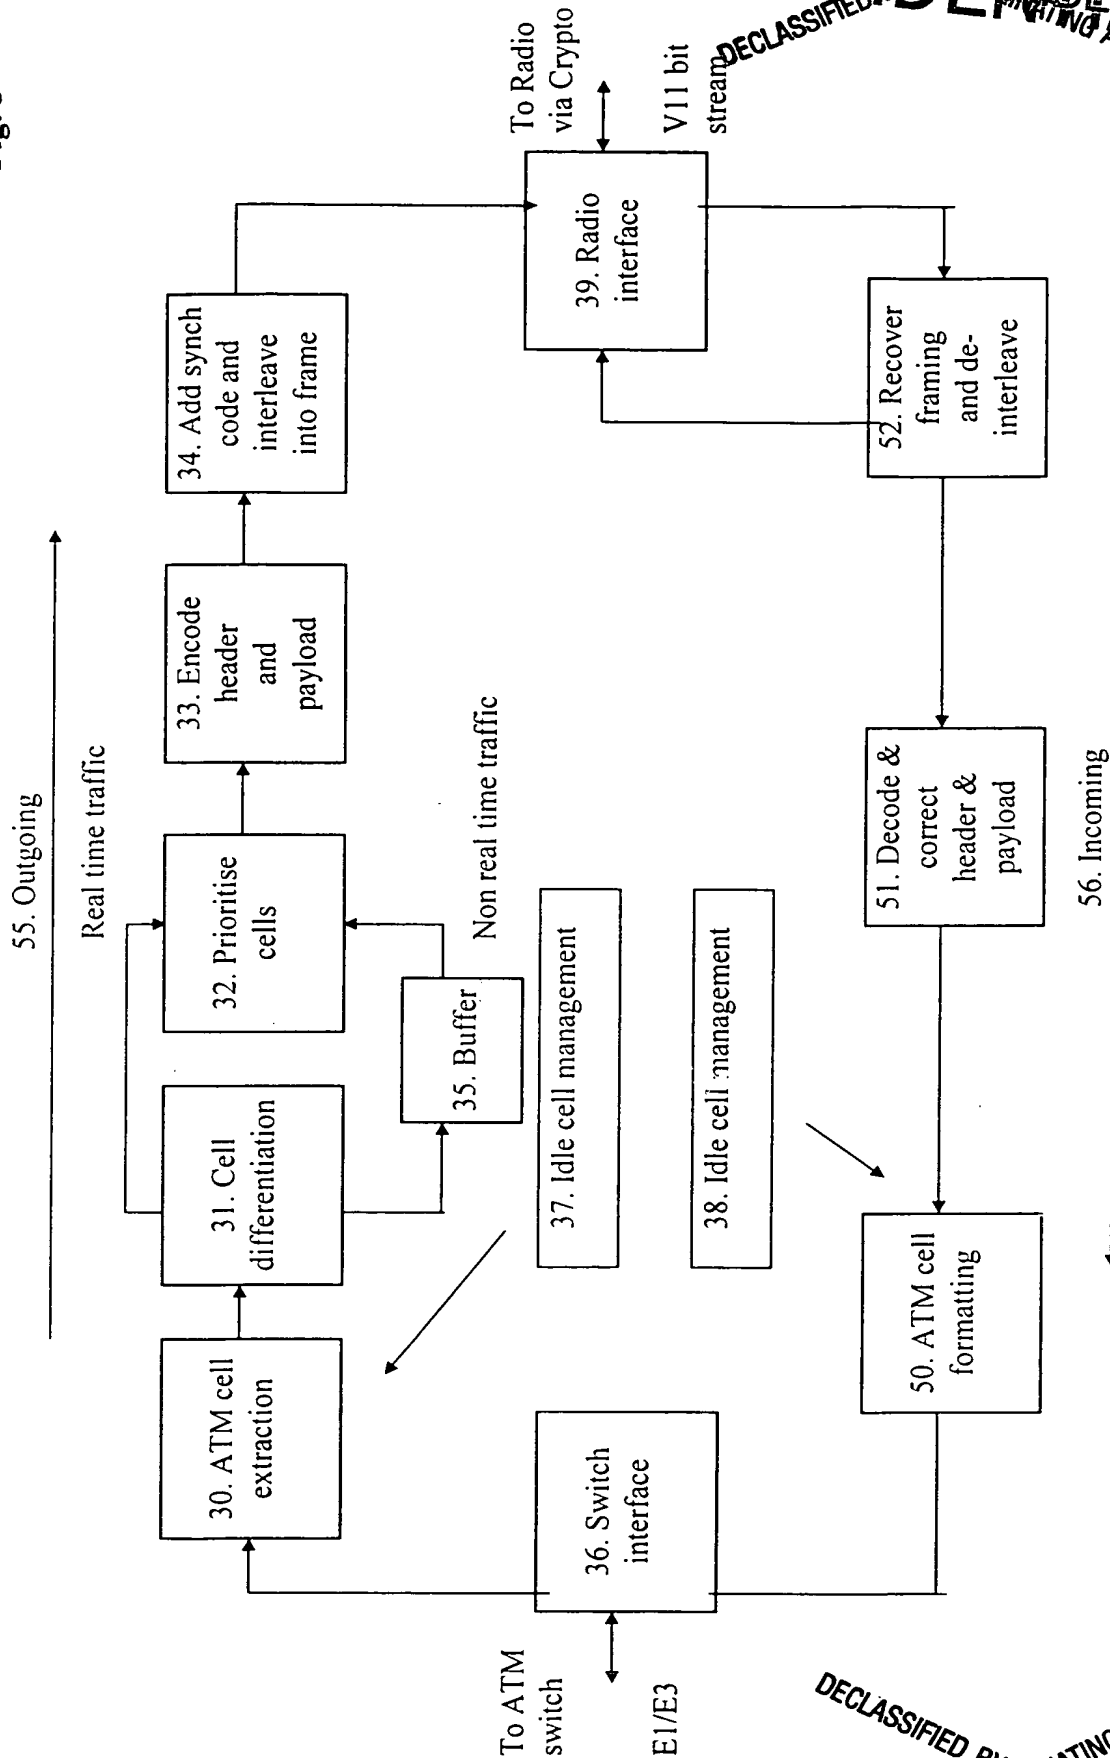 55. Outgoing
Real time traffic
30. ATM cell
extraction
31. Cell
differentiation
32. Prioritise
cells
33. Encode
header
and
payload
34. Add synch
code and
interleave
into frame
35. Buffer
Non real time traffic
To ATM
switch
E1/E3
36. Switch
interface
37. Idle cell management
38. Idle cell management
39. Radio
interface
To Radio
via Crypto
V11 bit
stream
50. ATM cell
formatting
51. Decode &
correct
header &
payload
52. Recover
framing
and de-
interleave
56. Incoming
DECLASSIFIED
DECLASSIFIED